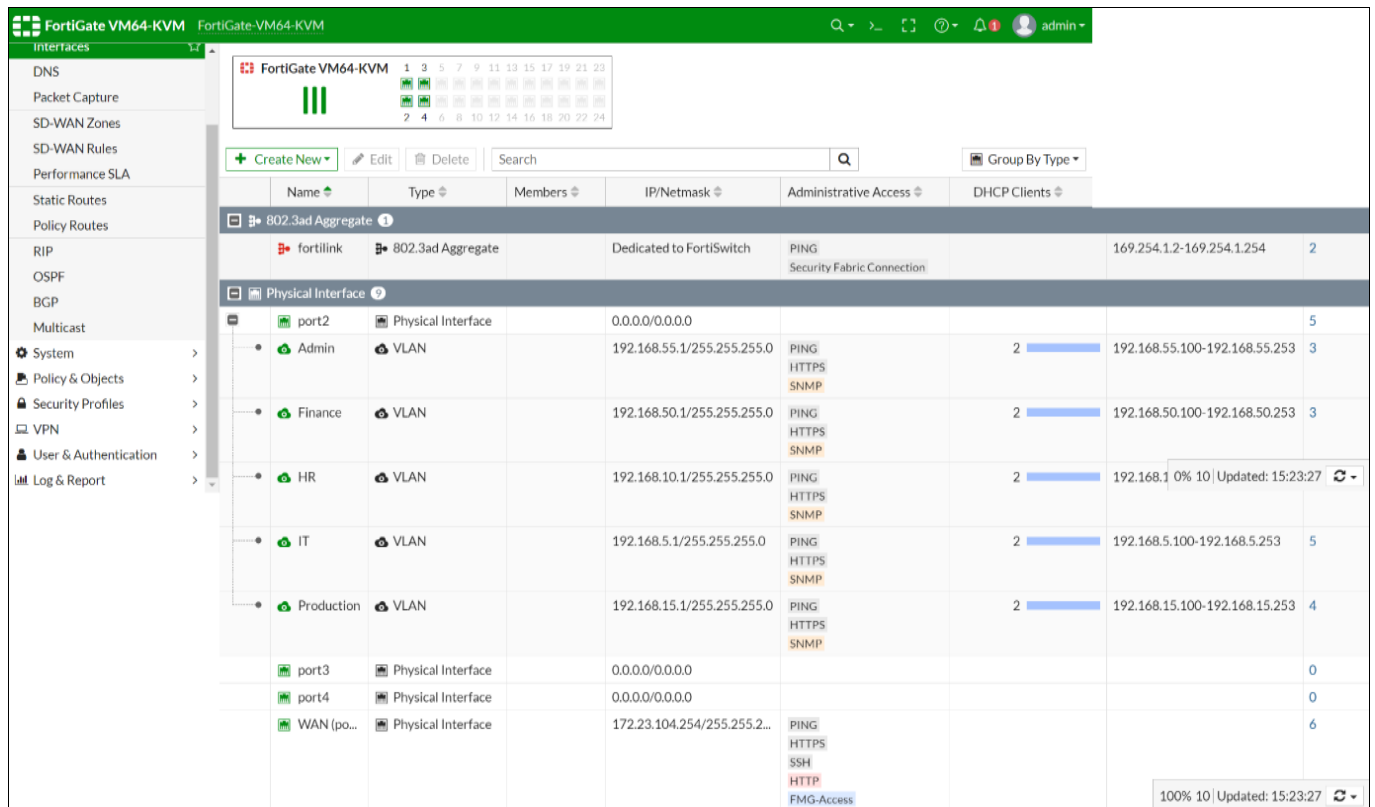 FortiGate VM64-KVM FortiGate-VM64-KVM >_ 1 admin
Interfaces
DNS
Packet Capture
SD-WAN Zones
SD-WAN Rules
Performance SLA
Static Routes
Policy Routes
RIP
OSPF
BGP
Multicast
System
Policy & Objects
Security Profiles
VPN
User & Authentication
Log & Report
FortiGate VM64-KVM 1 3 5 7 9 11 13 15 17 19 21 23
2 4 6 8 10 12 14 16 18 20 22 24
+ Create New Edit Delete Search Group By Type
Name Type Members IP/Netmask Administrative Access DHCP Clients
802.3ad Aggregate 1
fortilink 802.3ad Aggregate Dedicated to FortiSwitch PING 169.254.1.2-169.254.1.254 2
Security Fabric Connection
Physical Interface 9
port2 Physical Interface 0.0.0.0/0.0.0.0 5
Admin VLAN 192.168.55.1/255.255.255.0 PING 2 192.168.55.100-192.168.55.253 3
HTTPS
SNMP
Finance VLAN 192.168.50.1/255.255.255.0 PING 2 192.168.50.100-192.168.50.253 3
HTTPS
SNMP
HR VLAN 192.168.10.1/255.255.255.0 PING 2 192.168.1 0% 10 Updated: 15:23:27
HTTPS
SNMP
IT VLAN 192.168.5.1/255.255.255.0 PING 2 192.168.5.100-192.168.5.253 5
HTTPS
SNMP
Production VLAN 192.168.15.1/255.255.255.0 PING 2 192.168.15.100-192.168.15.253 4
HTTPS
SNMP
port3 Physical Interface 0.0.0.0/0.0.0.0 0
port4 Physical Interface 0.0.0.0/0.0.0.0 0
WAN (po... Physical Interface 172.23.104.254/255.255.2... PING 6
HTTPS
SSH
HTTP
FMG-Access
100% 10 Updated: 15:23:27